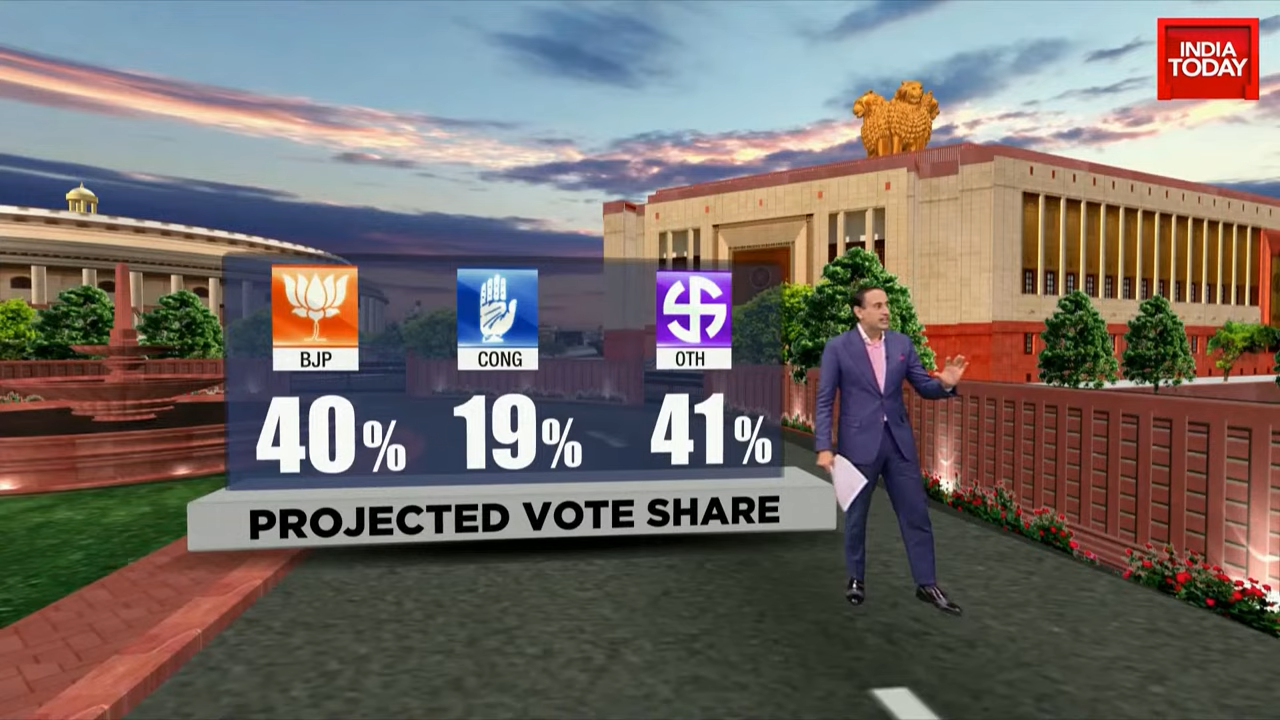 INDIA
TODAY
BJP
CONG
OTH
40%
19%
41%
PROJECTED VOTE SHARE